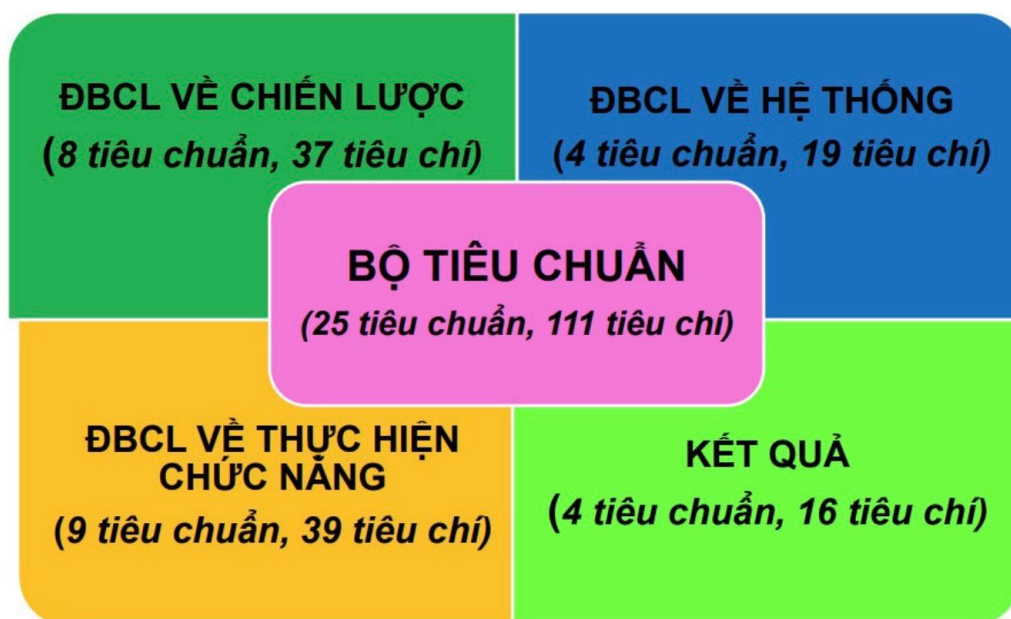 ĐBCL VỀ CHIẾN LƯỢC
(8 tiêu chuẩn, 37 tiêu chí)
ĐBCL VỀ HỆ THỐNG
(4 tiêu chuẩn, 19 tiêu chí)
BỘ TIÊU CHUẨN
(25 tiêu chuẩn, 111 tiêu chí)
ĐBCL VỀ THỰC HIỆN
CHỨC NĂNG
(9 tiêu chuẩn, 39 tiêu chí)
KẾT QUẢ
(4 tiêu chuẩn, 16 tiêu chí)